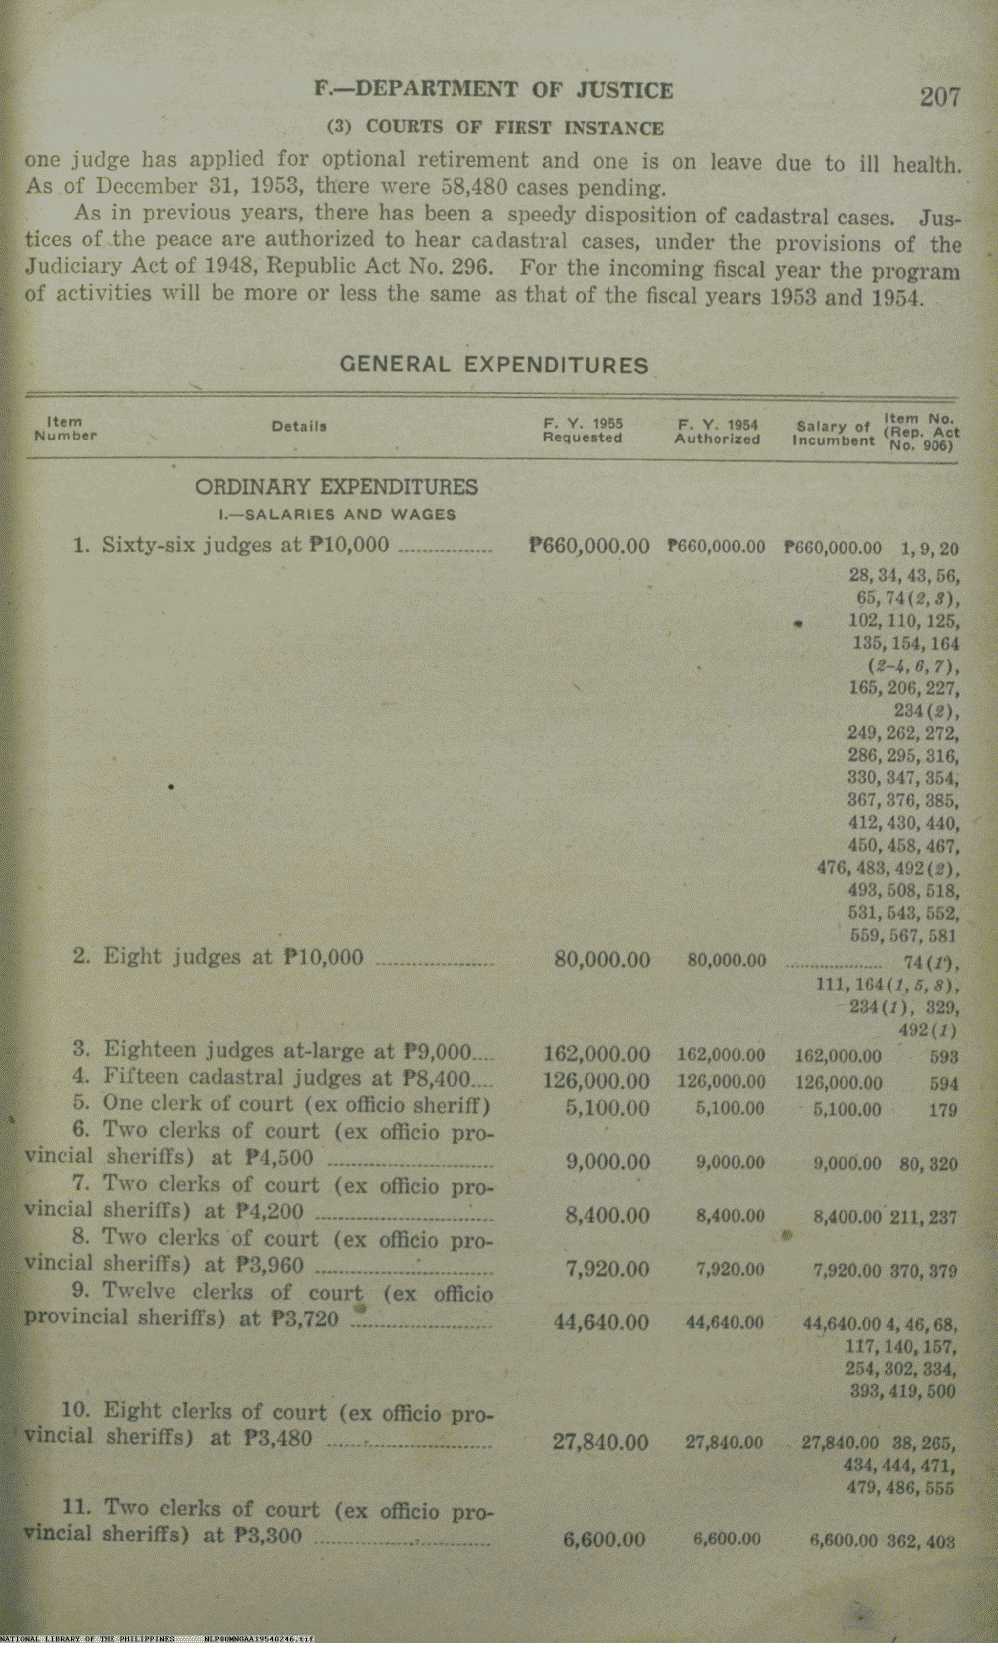 F.—DEPARTMENT OF JUSTICE 207
(3) COURTS OF FIRST INSTANCE
one judge has applied for optional retirement and one is on leave due to ill health.
As of December 31, 1953, there were 58,480 cases pending.
As in previous years, there has been a speedy disposition of cadastral cases. Jus-
tices of the peace are authorized to hear cadastral cases, under the provisions of the
Judiciary Act of 1948, Republic Act No. 296. For the incoming fiscal year the program
of activities will be more or less the same as that of the fiscal years 1953 and 1954.
GENERAL EXPENDITURES
Item Number Details F. Y. 1955 Requested F. Y. 1954 Authorized Salary of Incumbent Item No. (Rep. Act No. 906)
ORDINARY EXPENDITURES
I.—SALARIES AND WAGES
1. Sixty-six judges at ₱10,000 ................ ₱660,000.00 ₱660,000.00 ₱660,000.00 1, 9, 20
28, 34, 43, 56,
65, 74(2, 3),
102, 110, 125,
135, 154, 164
(2-4, 6, 7),
165, 206, 227,
234(2),
249, 262, 272,
286, 295, 316,
330, 347, 354,
367, 376, 385,
412, 430, 440,
450, 458, 467,
476, 483, 492(2),
493, 508, 518,
531, 543, 552,
559, 567, 581
2. Eight judges at ₱10,000 .................... 80,000.00 80,000.00 .................... 74(1),
111, 164(1, 5, 8),
234(1), 329,
492(1)
3. Eighteen judges at-large at ₱9,000.... 162,000.00 162,000.00 162,000.00 593
4. Fifteen cadastral judges at ₱8,400.... 126,000.00 126,000.00 126,000.00 594
5. One clerk of court (ex officio sheriff) 5,100.00 5,100.00 5,100.00 179
6. Two clerks of court (ex officio pro-
vincial sheriffs) at ₱4,500 ............................ 9,000.00 9,000.00 9,000.00 80, 320
7. Two clerks of court (ex officio pro-
vincial sheriffs) at ₱4,200 .............................. 8,400.00 8,400.00 8,400.00 211, 237
8. Two clerks of court (ex officio pro-
vincial sheriffs) at ₱3,960 .............................. 7,920.00 7,920.00 7,920.00 370, 379
9. Twelve clerks of court (ex officio
provincial sheriffs) at ₱3,720 ........................ 44,640.00 44,640.00 44,640.00 4, 46, 68,
117, 140, 157,
254, 302, 334,
393, 419, 500
10. Eight clerks of court (ex officio pro-
vincial sheriffs) at ₱3,480 ............................ 27,840.00 27,840.00 27,840.00 38, 265,
434, 444, 471,
479, 486, 555
11. Two clerks of court (ex officio pro-
vincial sheriffs) at ₱3,300 .............................. 6,600.00 6,600.00 6,600.00 362, 403
NATIONAL LIBRARY OF THE PHILIPPINES NLP00MNGAA19540246.tif